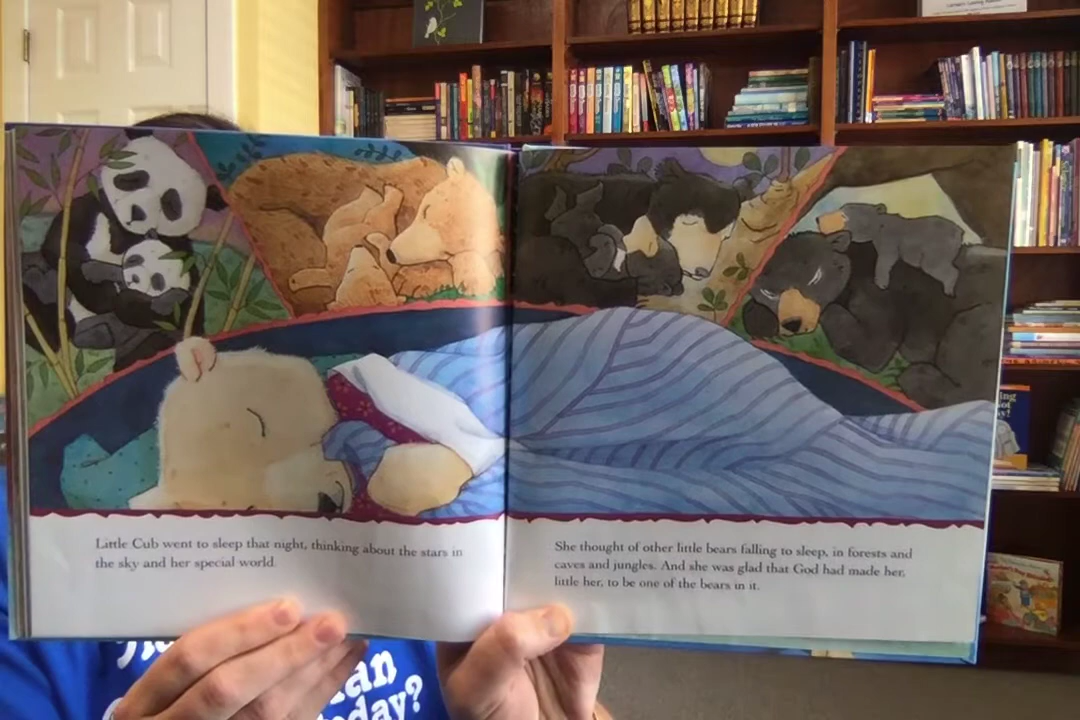 Little Cub went to sleep that night, thinking about the stars in
the sky and her special world.
She thought of other little bears falling to sleep, in forests and
caves and jungles. And she was glad that God had made her,
little her, to be one of the bears in it.
today?